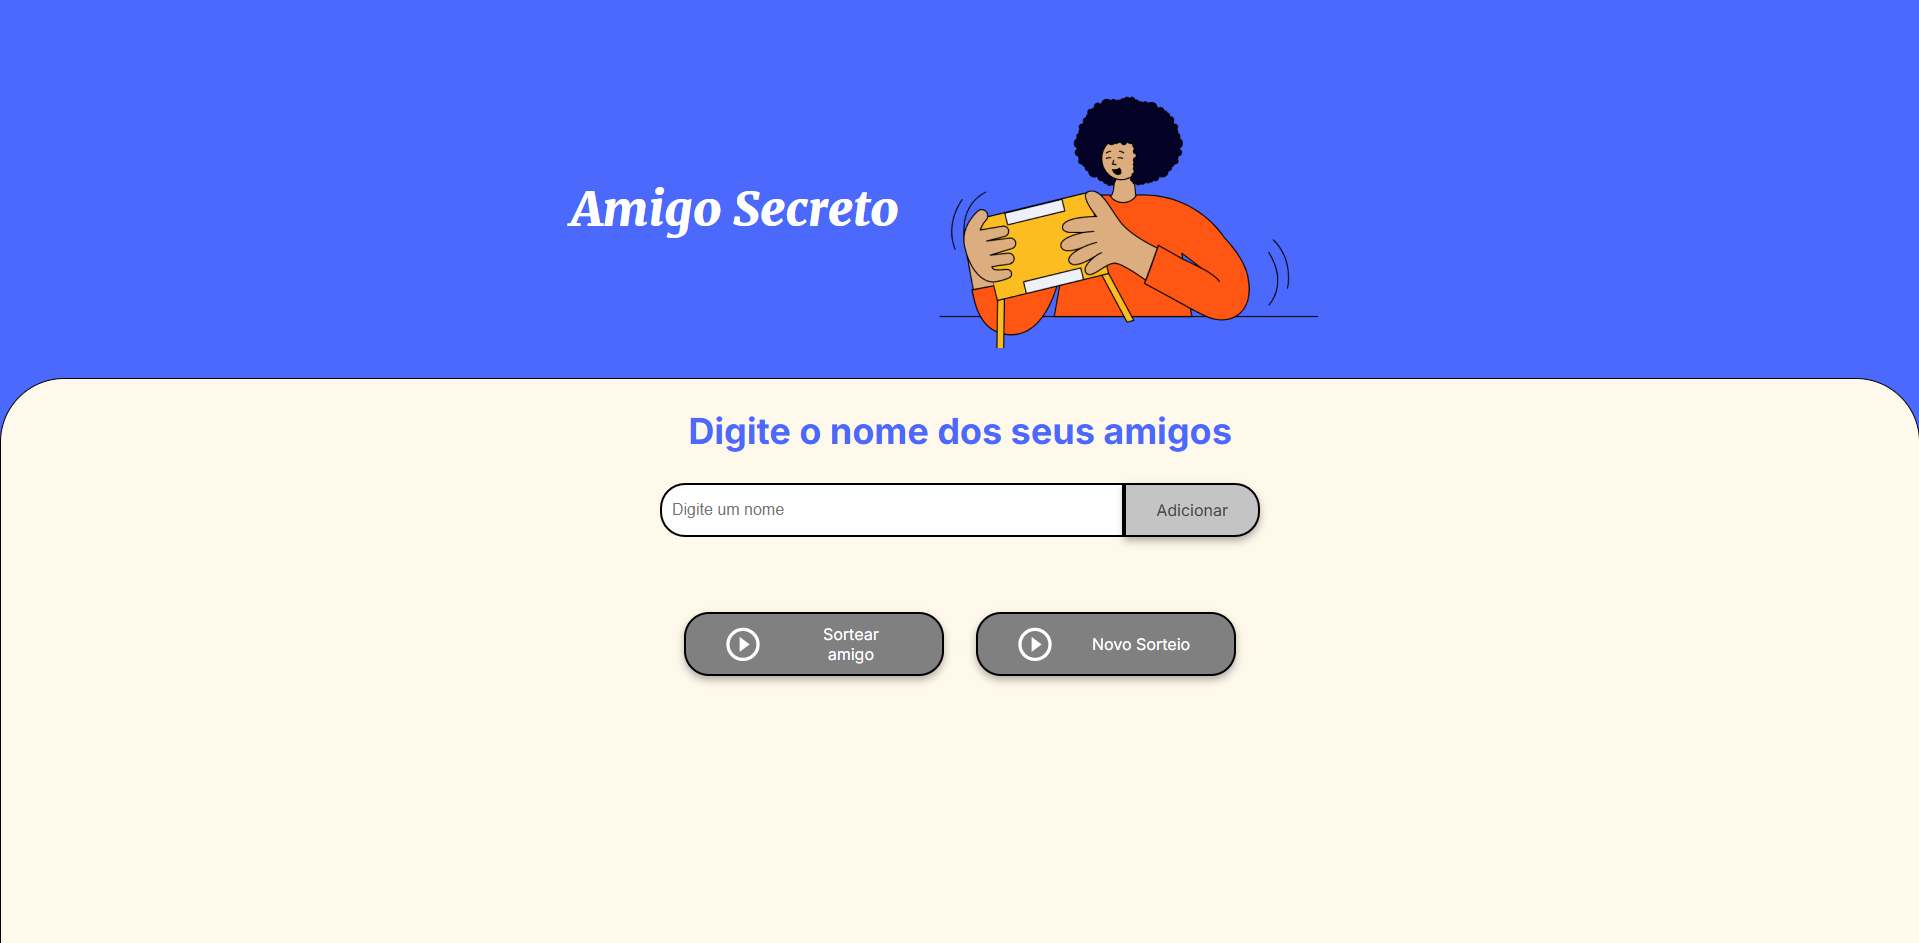 Amigo Secreto
Digite o nome dos seus amigos
Digite um nome
Adicionar
Sortear
amigo
Novo Sorteio